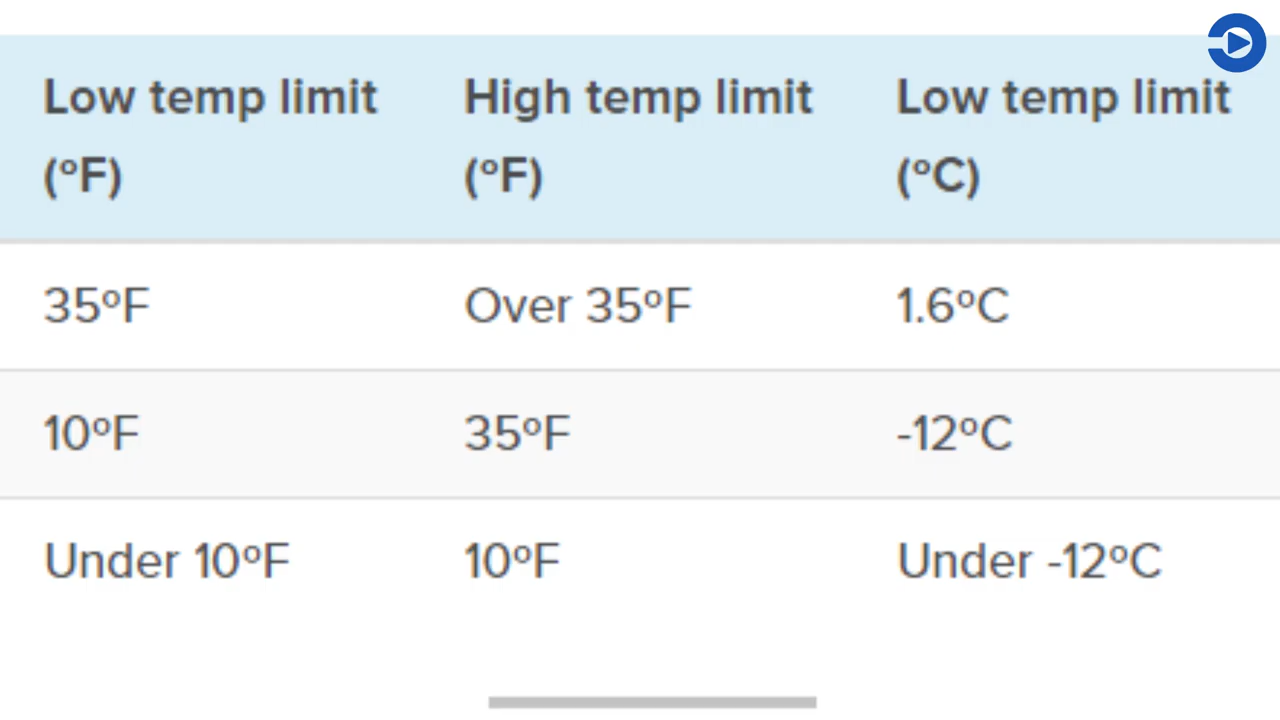 Low temp limit High temp limit Low temp limit
(ºF) (ºF) (ºC)
35ºF Over 35ºF 1.6ºC
10ºF 35ºF -12ºC
Under 10ºF 10ºF Under -12ºC